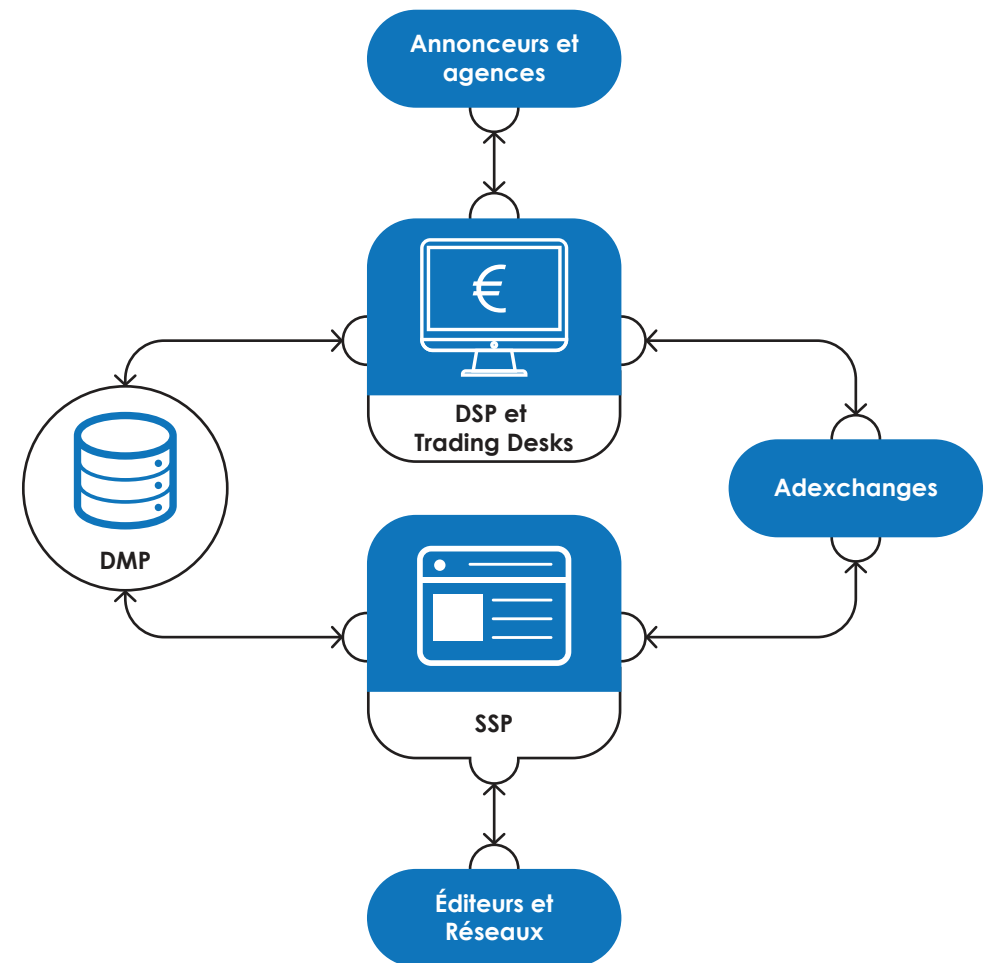 Annonceurs et
agences
€
DSP et
Trading Desks
Adexchanges
DMP
SSP
Éditeurs et
Réseaux